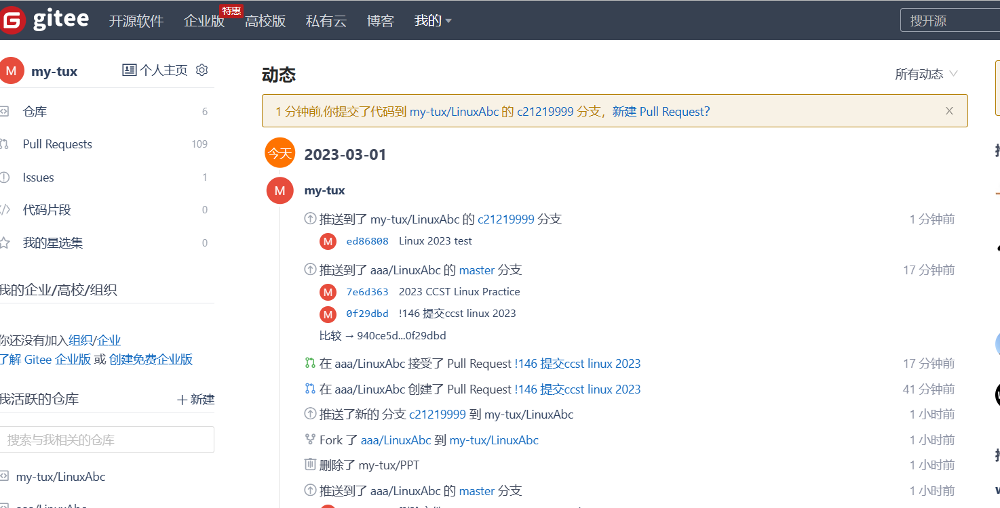 gitee 开源软件 企业版 特惠 高校版 私有云 博客 我的 搜开源
M my-tux 个人主页
仓库 6
Pull Requests 109
Issues 1
代码片段 0
我的星选集 0
我的企业/高校/组织
你还没有加入组织/企业
了解 Gitee 企业版 或 创建免费企业版
我活跃的仓库 新建
搜索与我相关的仓库
my-tux/LinuxAbc
aaa/LinuxAbc
动态 所有动态
1 分钟前,你提交了代码到 my-tux/LinuxAbc 的 c21219999 分支，新建 Pull Request?
今天 2023-03-01
M my-tux
推送到了 my-tux/LinuxAbc 的 c21219999 分支 1 分钟前
M ed86808 Linux 2023 test
推送到了 aaa/LinuxAbc 的 master 分支 17 分钟前
M 7e6d363 2023 CCST Linux Practice
M 0f29dbd !146 提交ccst linux 2023
比较 → 940ce5d...0f29dbd
在 aaa/LinuxAbc 接受了 Pull Request !146 提交ccst linux 2023 17 分钟前
在 aaa/LinuxAbc 创建了 Pull Request !146 提交ccst linux 2023 41 分钟前
推送了新的 分支 c21219999 到 my-tux/LinuxAbc 1 小时前
Fork 了 aaa/LinuxAbc 到 my-tux/LinuxAbc 1 小时前
删除了 my-tux/PPT 1 小时前
推送到了 aaa/LinuxAbc 的 master 分支 1 小时前